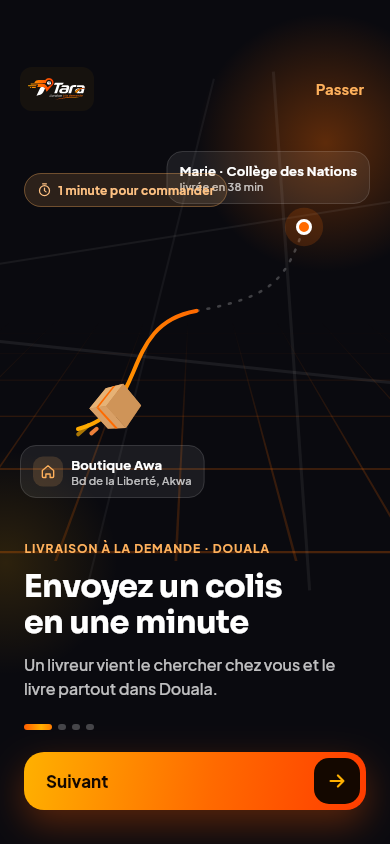 Tara
Passer
Marie · Collège des Nations
livrée en 38 min
1 minute pour commander
Boutique Awa
Bd de la Liberté, Akwa
LIVRAISON À LA DEMANDE · DOUALA
Envoyez un colis
en une minute
Un livreur vient le chercher chez vous et le
livre partout dans Douala.
Suivant